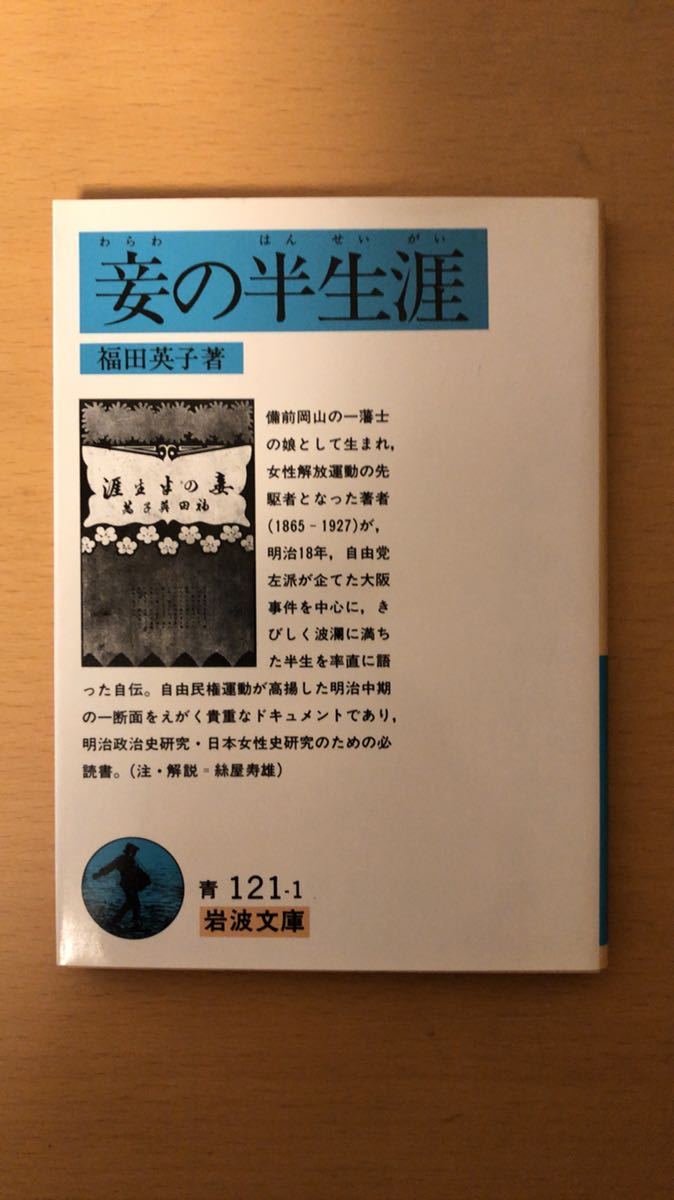 わらわ はんせいがい
妾の半生涯
福田英子著
妾の半生涯
福田英子著
備前岡山の一藩士
の娘として生まれ,
女性解放運動の先
駆者となった著者
(1865-1927)が,
明治18年, 自由党
左派が企てた大阪
事件を中心に, き
びしく波瀾に満ち
た半生を率直に語
った自伝。自由民権運動が高揚した明治中期
の一断面をえがく貴重なドキュメントであり,
明治政治史研究・日本女性史研究のための必
読書。(注・解説=絲屋寿雄)
青 121-1
岩波文庫